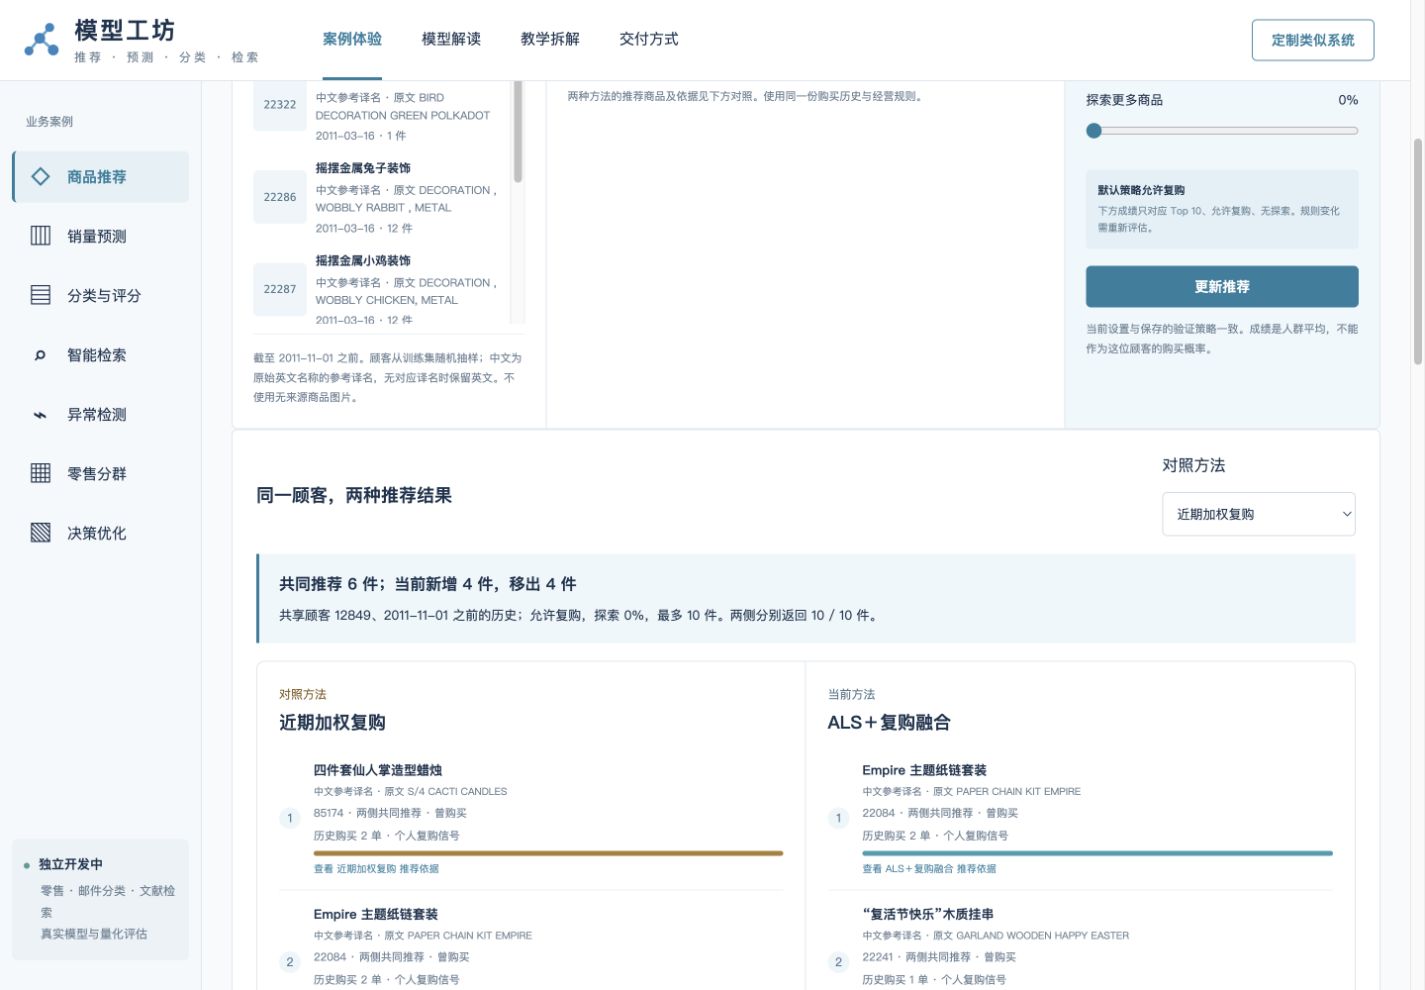 模型工坊
推荐 · 预测 · 分类 · 检索
案例体验
模型解读
教学拆解
交付方式
定制类似系统
业务案例
商品推荐
销量预测
分类与评分
智能检索
异常检测
零售分群
决策优化
独立开发中
零售 · 邮件分类 · 文献检
索
真实模型与量化评估
22322
中文参考译名 · 原文 BIRD
DECORATION GREEN POLKADOT
2011-03-16 · 1 件
22286
摇摆金属兔子装饰
中文参考译名 · 原文 DECORATION ,
WOBBLY RABBIT , METAL
2011-03-16 · 12 件
22287
摇摆金属小鸡装饰
中文参考译名 · 原文 DECORATION ,
WOBBLY CHICKEN, METAL
2011-03-16 · 12 件
截至 2011-11-01 之前。顾客从训练集随机抽样；中文为
原始英文名称的参考译名，无对应译名时保留英文。不
使用无来源商品图片。
两种方法的推荐商品及依据见下方对照。使用同一份购买历史与经营规则。
探索更多商品
0%
默认策略允许复购
下方成绩只对应 Top 10、允许复购、无探索。规则变化
需重新评估。
更新推荐
当前设置与保存的验证策略一致。成绩是人群平均，不能
作为这位顾客的购买概率。
同一顾客，两种推荐结果
对照方法
近期加权复购
共同推荐 6 件；当前新增 4 件，移出 4 件
共享顾客 12849、2011-11-01 之前的历史；允许复购，探索 0%，最多 10 件。两侧分别返回 10 / 10 件。
对照方法
近期加权复购
1
四件套仙人掌造型蜡烛
中文参考译名 · 原文 S/4 CACTI CANDLES
85174 · 两侧共同推荐 · 曾购买
历史购买 2 单 · 个人复购信号
查看 近期加权复购 推荐依据
2
Empire 主题纸链套装
中文参考译名 · 原文 PAPER CHAIN KIT EMPIRE
22084 · 两侧共同推荐 · 曾购买
历史购买 2 单 · 个人复购信号
当前方法
ALS＋复购融合
1
Empire 主题纸链套装
中文参考译名 · 原文 PAPER CHAIN KIT EMPIRE
22084 · 两侧共同推荐 · 曾购买
历史购买 2 单 · 个人复购信号
查看 ALS＋复购融合 推荐依据
2
“复活节快乐”木质挂串
中文参考译名 · 原文 GARLAND WOODEN HAPPY EASTER
22241 · 两侧共同推荐 · 曾购买
历史购买 1 单 · 个人复购信号